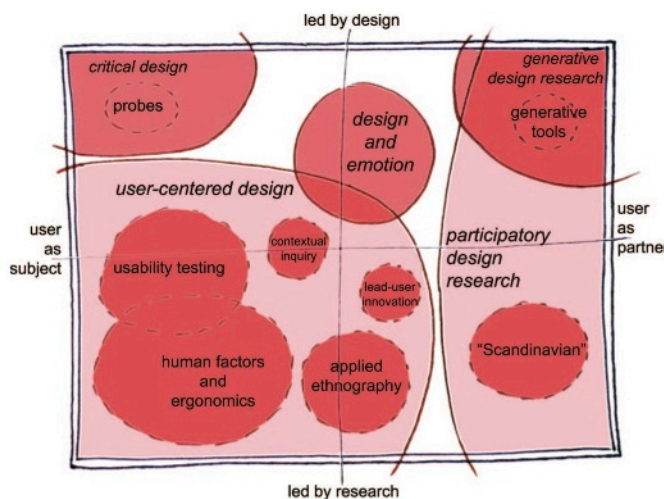 led by design
critical design
probes
generative
design research
generative
tools
design
and
emotion
user-centered design
user
as
subject
user
as
partner
contextual
inquiry
participatory
design
research
usability testing
lead-user
innovation
"Scandinavian"
human factors
and
ergonomics
applied
ethnography
led by research